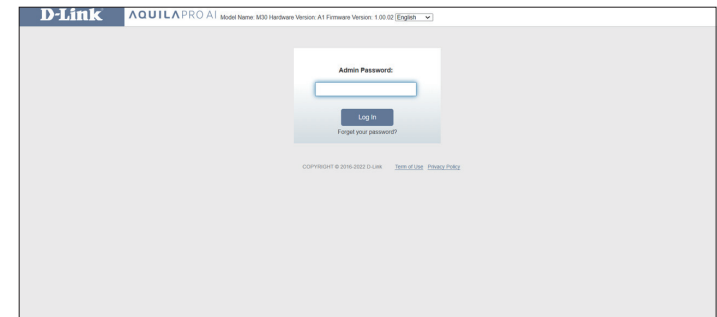 D-Link AQUILA PRO AI Model Name: M30 Hardware Version: A1 Firmware Version: 1.00.02 English
Admin Password:
Log In
Forget your password?
COPYRIGHT © 2016-2022 D-Link Term of Use Privacy Policy